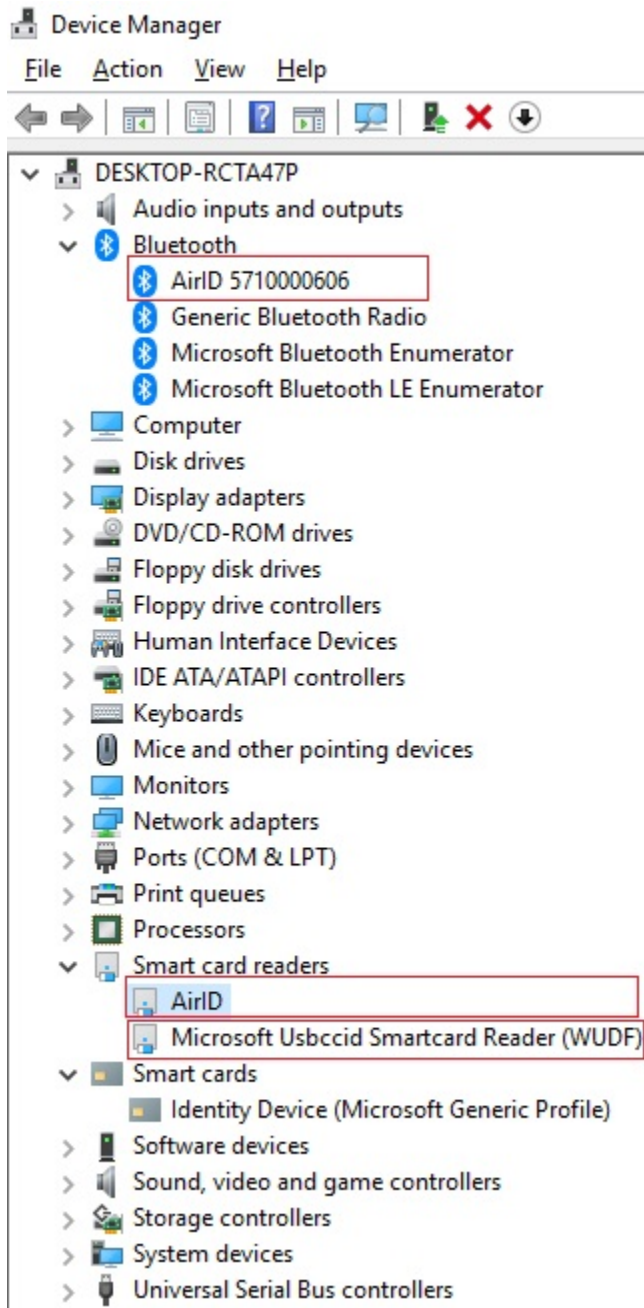 Device Manager
File Action View Help
DESKTOP-RCTA47P
Audio inputs and outputs
Bluetooth
AirID 5710000606
Generic Bluetooth Radio
Microsoft Bluetooth Enumerator
Microsoft Bluetooth LE Enumerator
Computer
Disk drives
Display adapters
DVD/CD-ROM drives
Floppy disk drives
Floppy drive controllers
Human Interface Devices
IDE ATA/ATAPI controllers
Keyboards
Mice and other pointing devices
Monitors
Network adapters
Ports (COM & LPT)
Print queues
Processors
Smart card readers
AirID
Microsoft Usbccid Smartcard Reader (WUDF)
Smart cards
Identity Device (Microsoft Generic Profile)
Software devices
Sound, video and game controllers
Storage controllers
System devices
Universal Serial Bus controllers